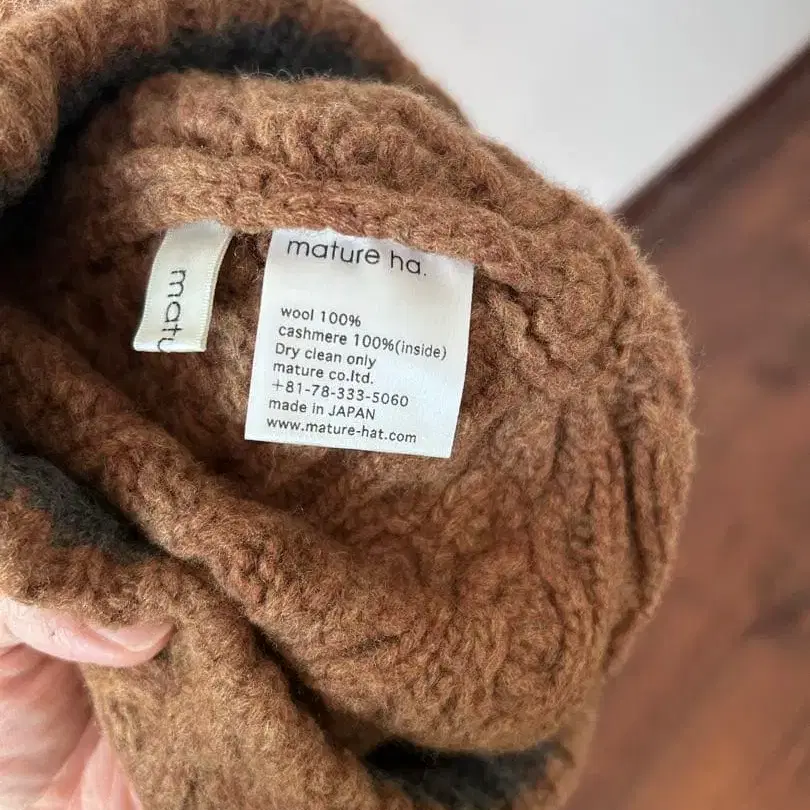 matu
mature ha.
wool 100%
cashmere 100%(inside)
Dry clean only
mature co.ltd.
+81-78-333-5060
made in JAPAN
www.mature-hat.com